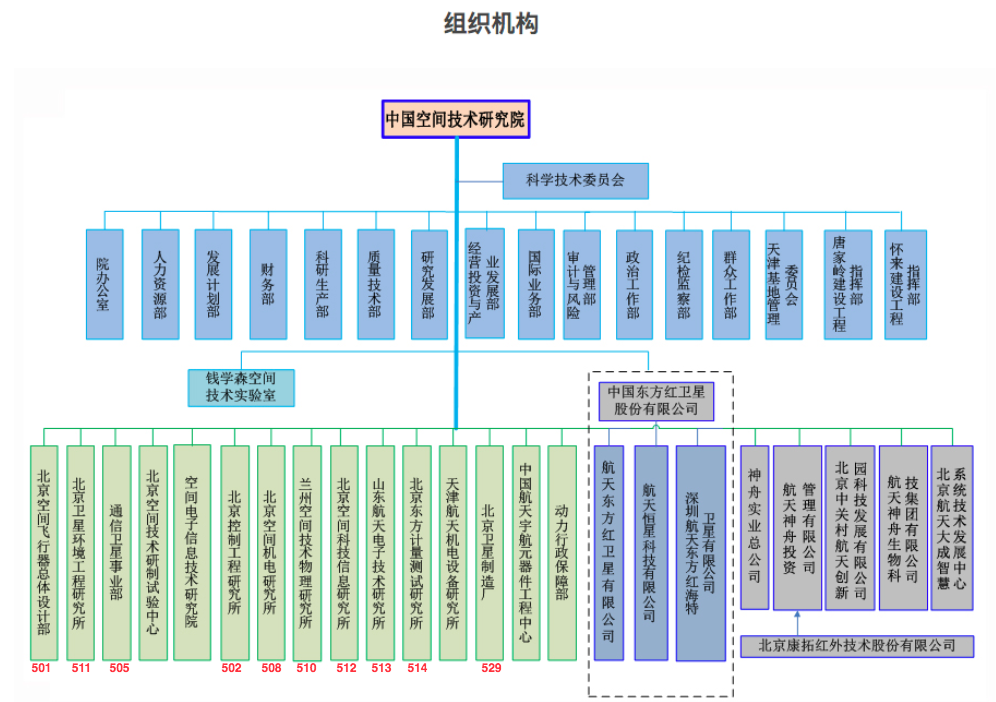 组织机构
中国空间技术研究院
科学技术委员会
院办公室
人力资源部
发展计划部
财务部
科研生产部
质量技术部
研究发展部
经营投资与产
业发展部
国际业务部
审计与风险
管理部
政治工作部
纪检监察部
群众工作部
天津基地管理
委员会
唐家岭建设工程
指挥部
怀来建设工程
指挥部
钱学森空间
技术实验室
中国东方红卫星
股份有限公司
北京空间飞行器总体设计部
北京卫星环境工程研究所
通信卫星事业部
北京空间技术研制试验中心
空间电子信息技术研究院
北京控制工程研究所
北京空间机电研究所
兰州空间技术物理研究所
北京空间科技信息研究所
山东航天电子技术研究所
北京东方计量测试研究所
天津航天机电设备研究所
北京卫星制造厂
中国航天宇航元器件工程中心
动力行政保障部
航天东方红卫星有限公司
航天恒星科技有限公司
深圳航天东方红海特
卫星有限公司
神舟实业总公司
航天神舟投资
管理有限公司
北京中关村航天创新
园科技发展有限公司
航天神舟生物科
技集团有限公司
北京航天大成智慧
系统技术发展中心
501
511
505
502
508
510
512
513
514
529
北京康拓红外技术股份有限公司